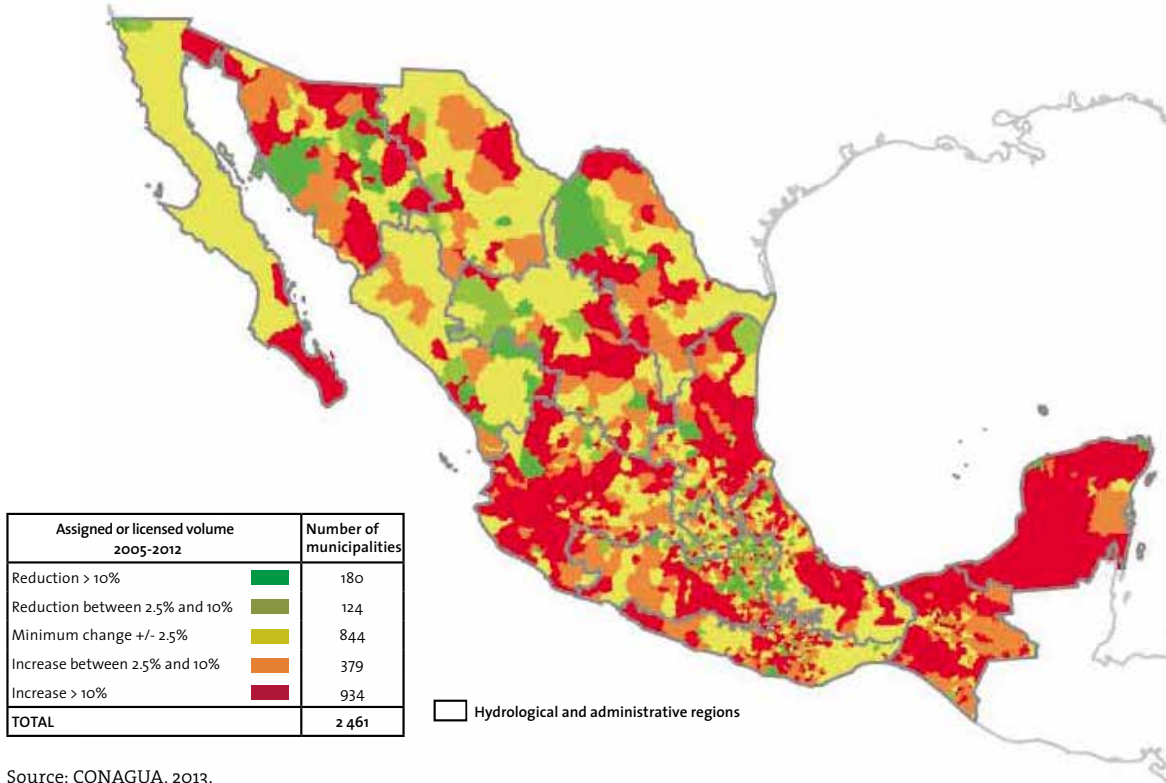 Assigned or licensed volume
2005-2012
Number of
municipalities
Reduction > 10% 180
Reduction between 2.5% and 10% 124
Minimum change +/- 2.5% 844
Increase between 2.5% and 10% 379
Increase > 10% 934
TOTAL 2 461
Hydrological and administrative regions
Source: CONAGUA, 2013.